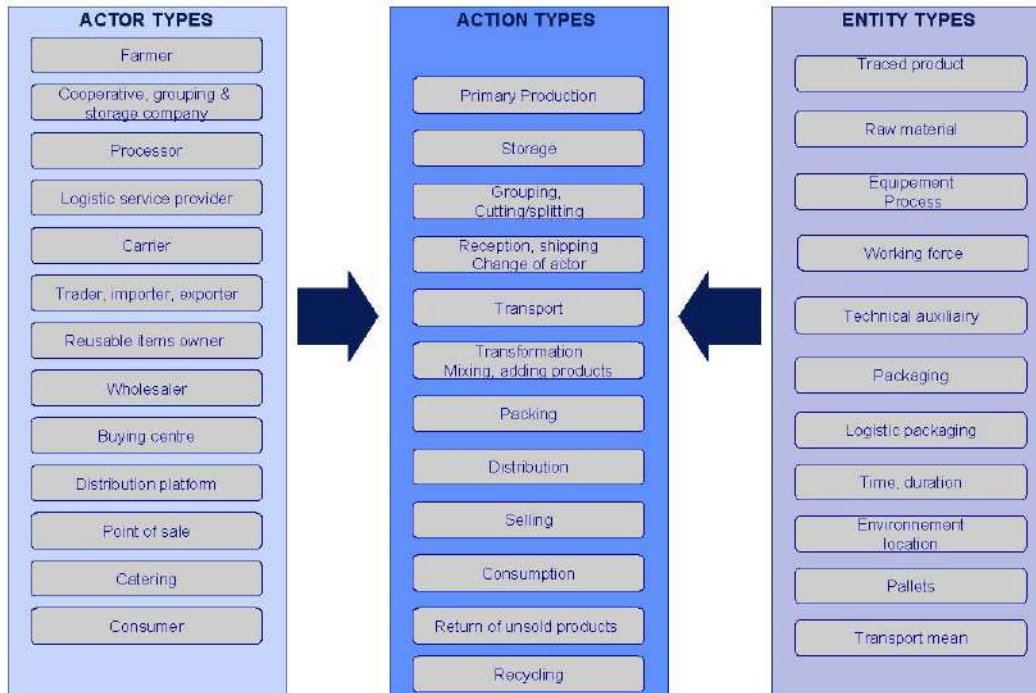 ACTOR TYPES
Farmer
Cooperative, grouping &
storage company
Processor
Logistic service provider
Carrier
Trader, importer, exporter
Reusable items owner
Wholesaler
Buying centre
Distribution platform
Point of sale
Catering
Consumer
ACTION TYPES
Primary Production
Storage
Grouping,
Cutting/splitting
Reception, shipping
Change of actor
Transport
Transformation
Mixing, adding products
Packing
Distribution
Selling
Consumption
Return of unsold products
Recycling
ENTITY TYPES
Traced product
Raw material
Equipement
Process
Working force
Technical auxiliairy
Packaging
Logistic packaging
Time, duration
Environnement
location
Pallets
Transport mean